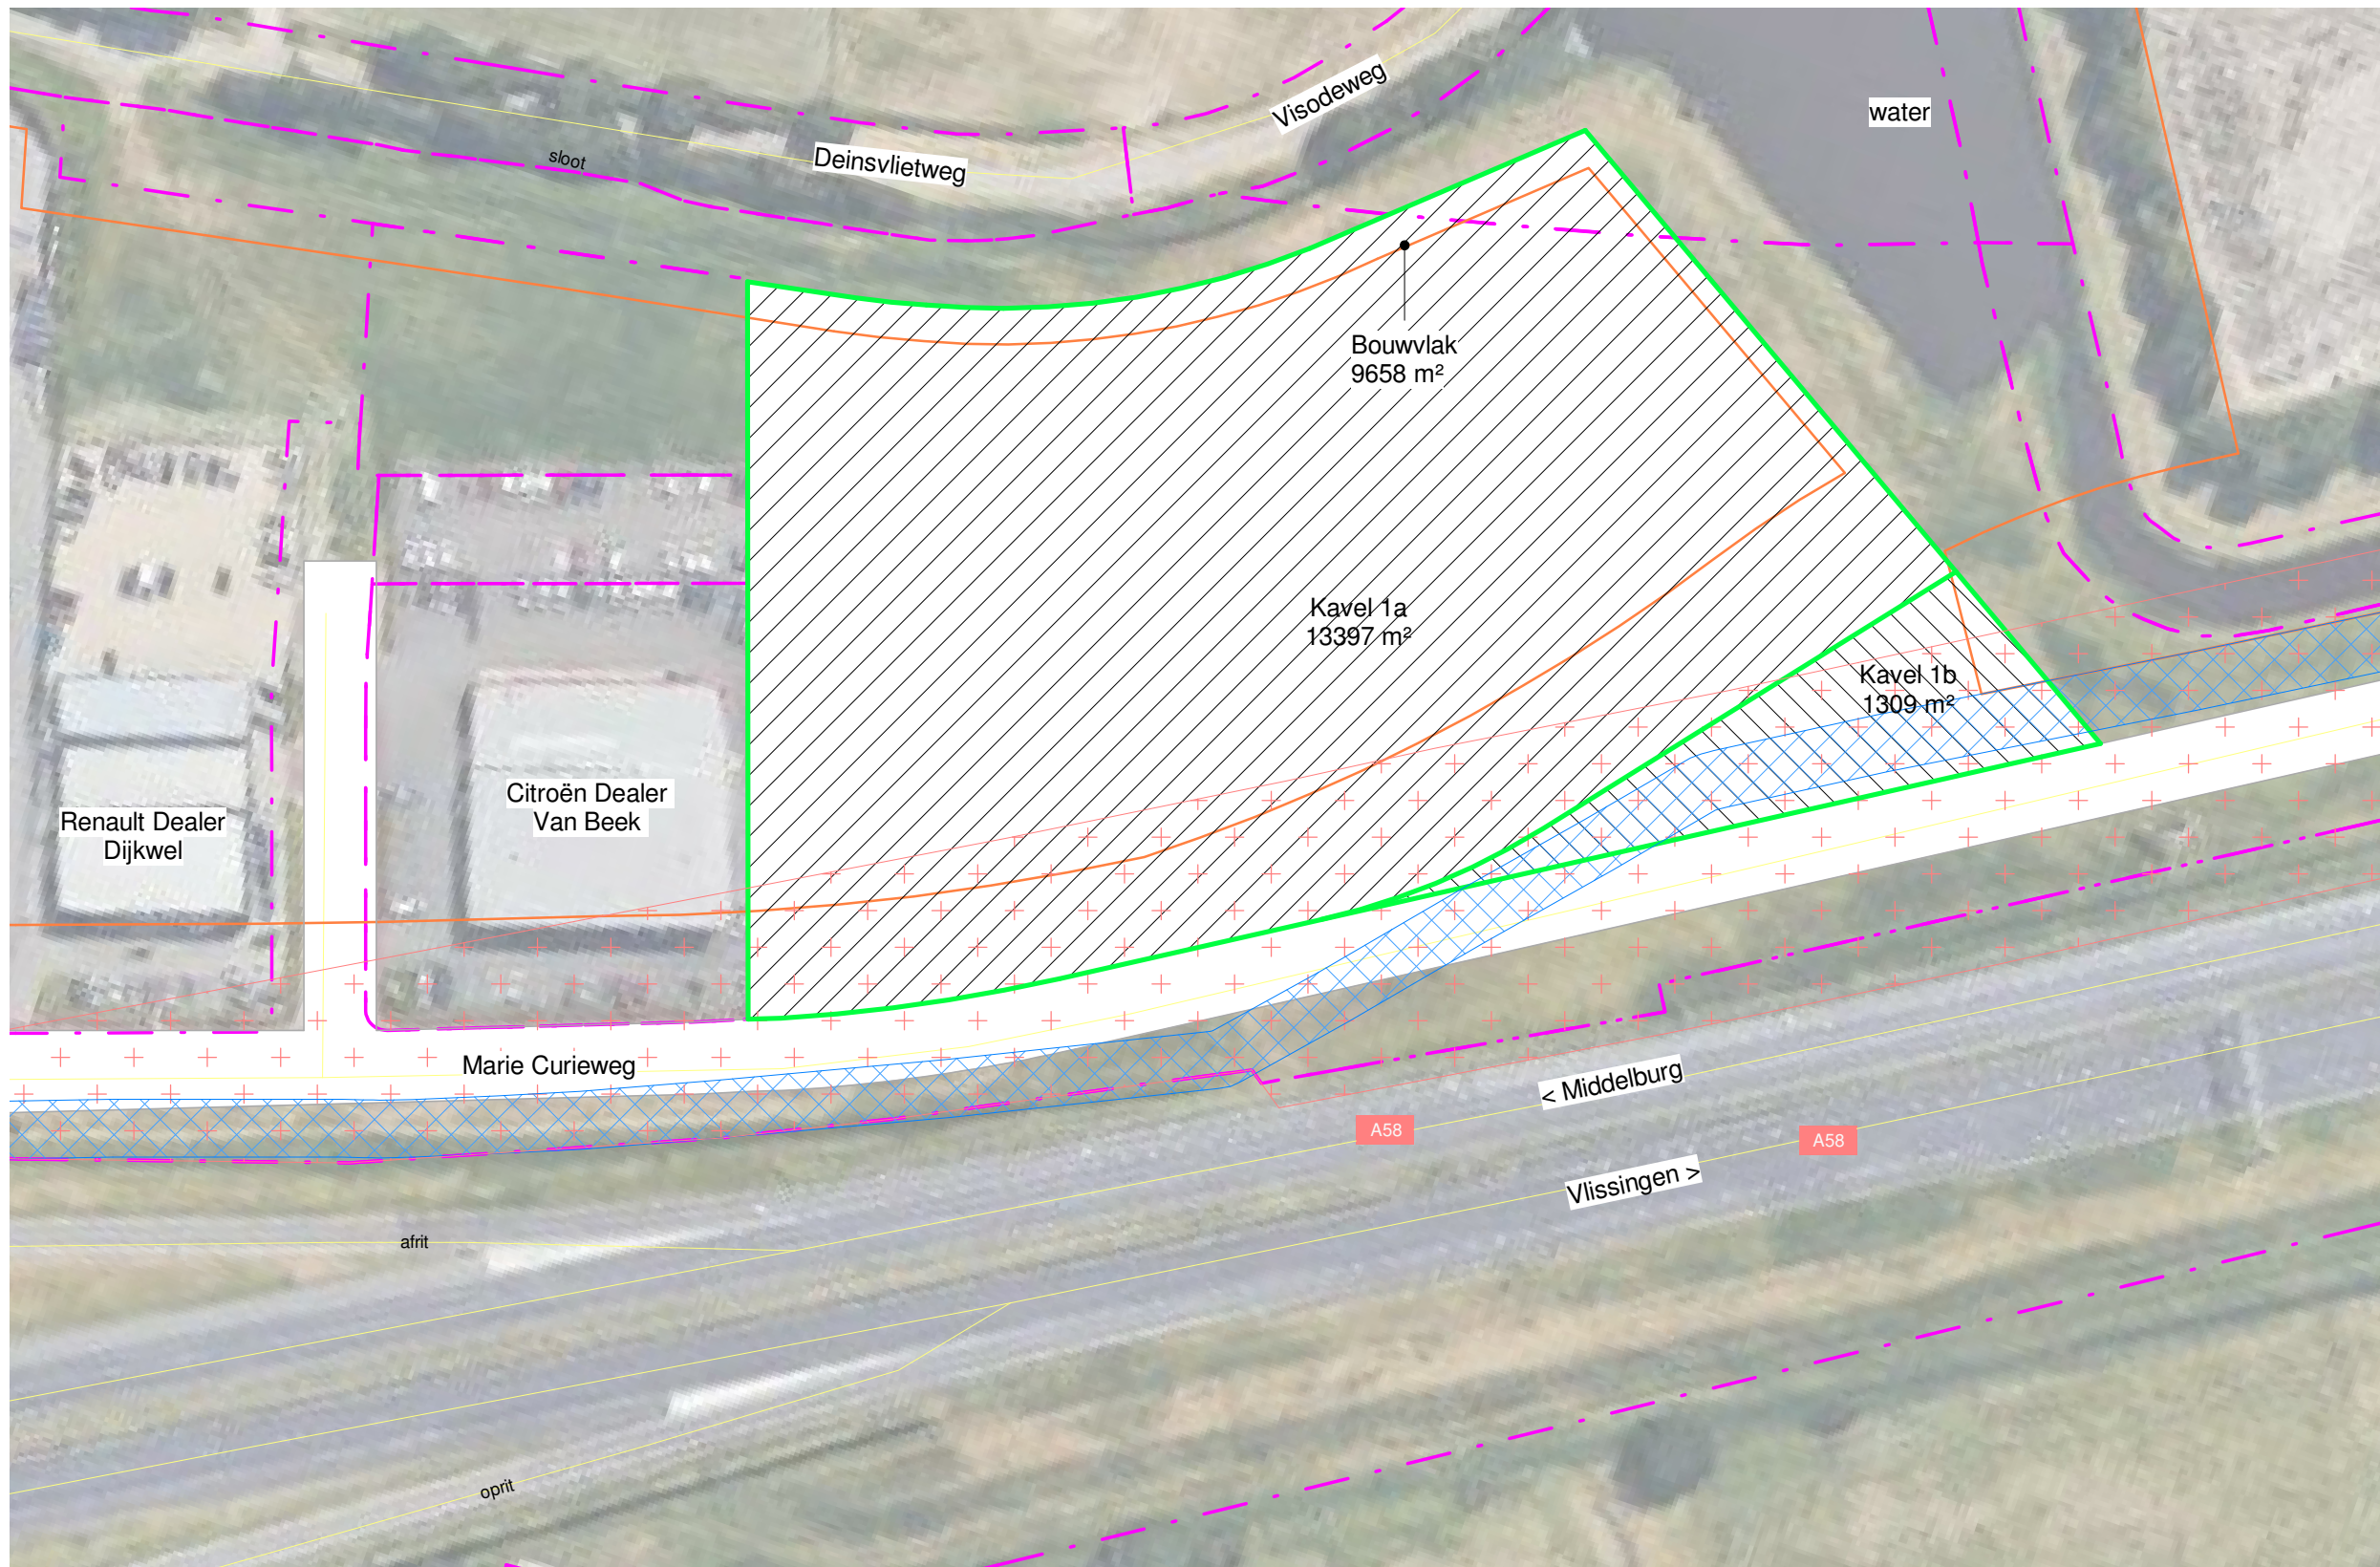 Visodeweg
water
sloot
Deinsvlietweg
Bouwvlak
9658 m²
Kavel 1a
13397 m²
Kavel 1b
1309 m²
Citroën Dealer
Van Beek
Renault Dealer
Dijkwel
Marie Curieweg
< Middelburg
A58
A58
Vlissingen >
afrit
oprit